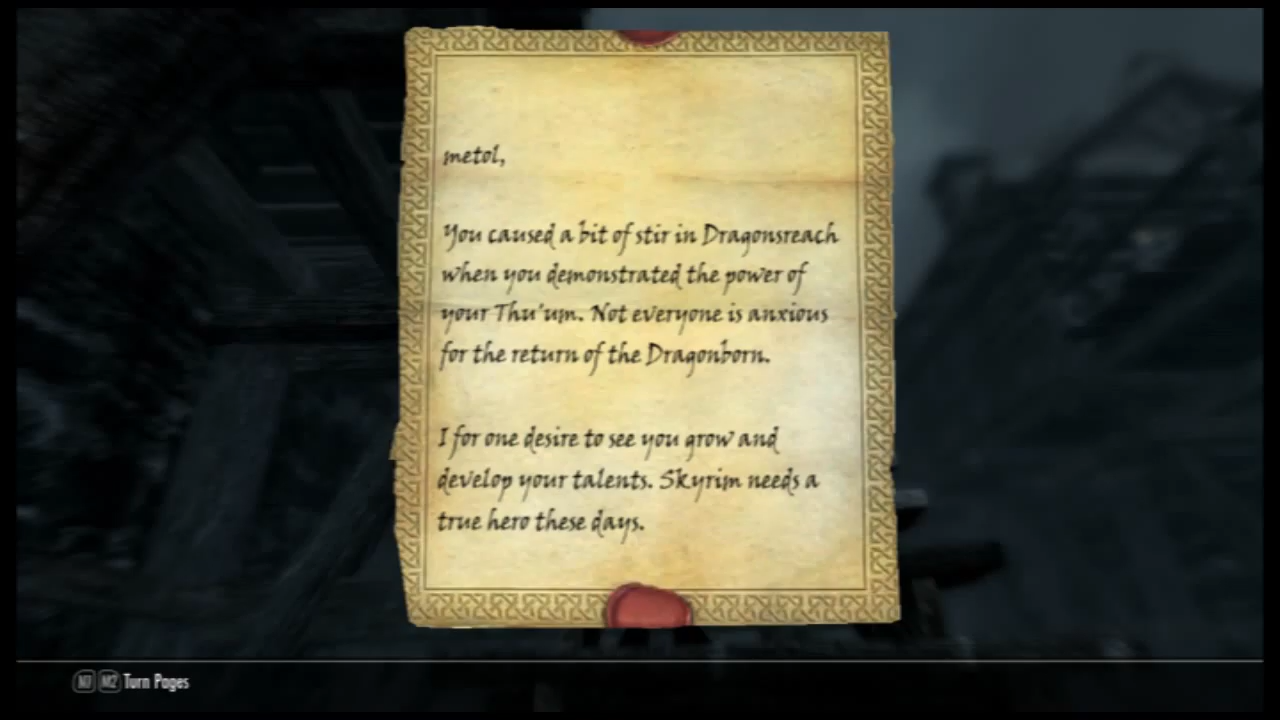 metol,
You caused a bit of stir in Dragonsreach
when you demonstrated the power of
your Thu'um. Not everyone is anxious
for the return of the Dragonborn.
I for one desire to see you grow and
develop your talents. Skyrim needs a
true hero these days.
M1 M2 Turn Pages